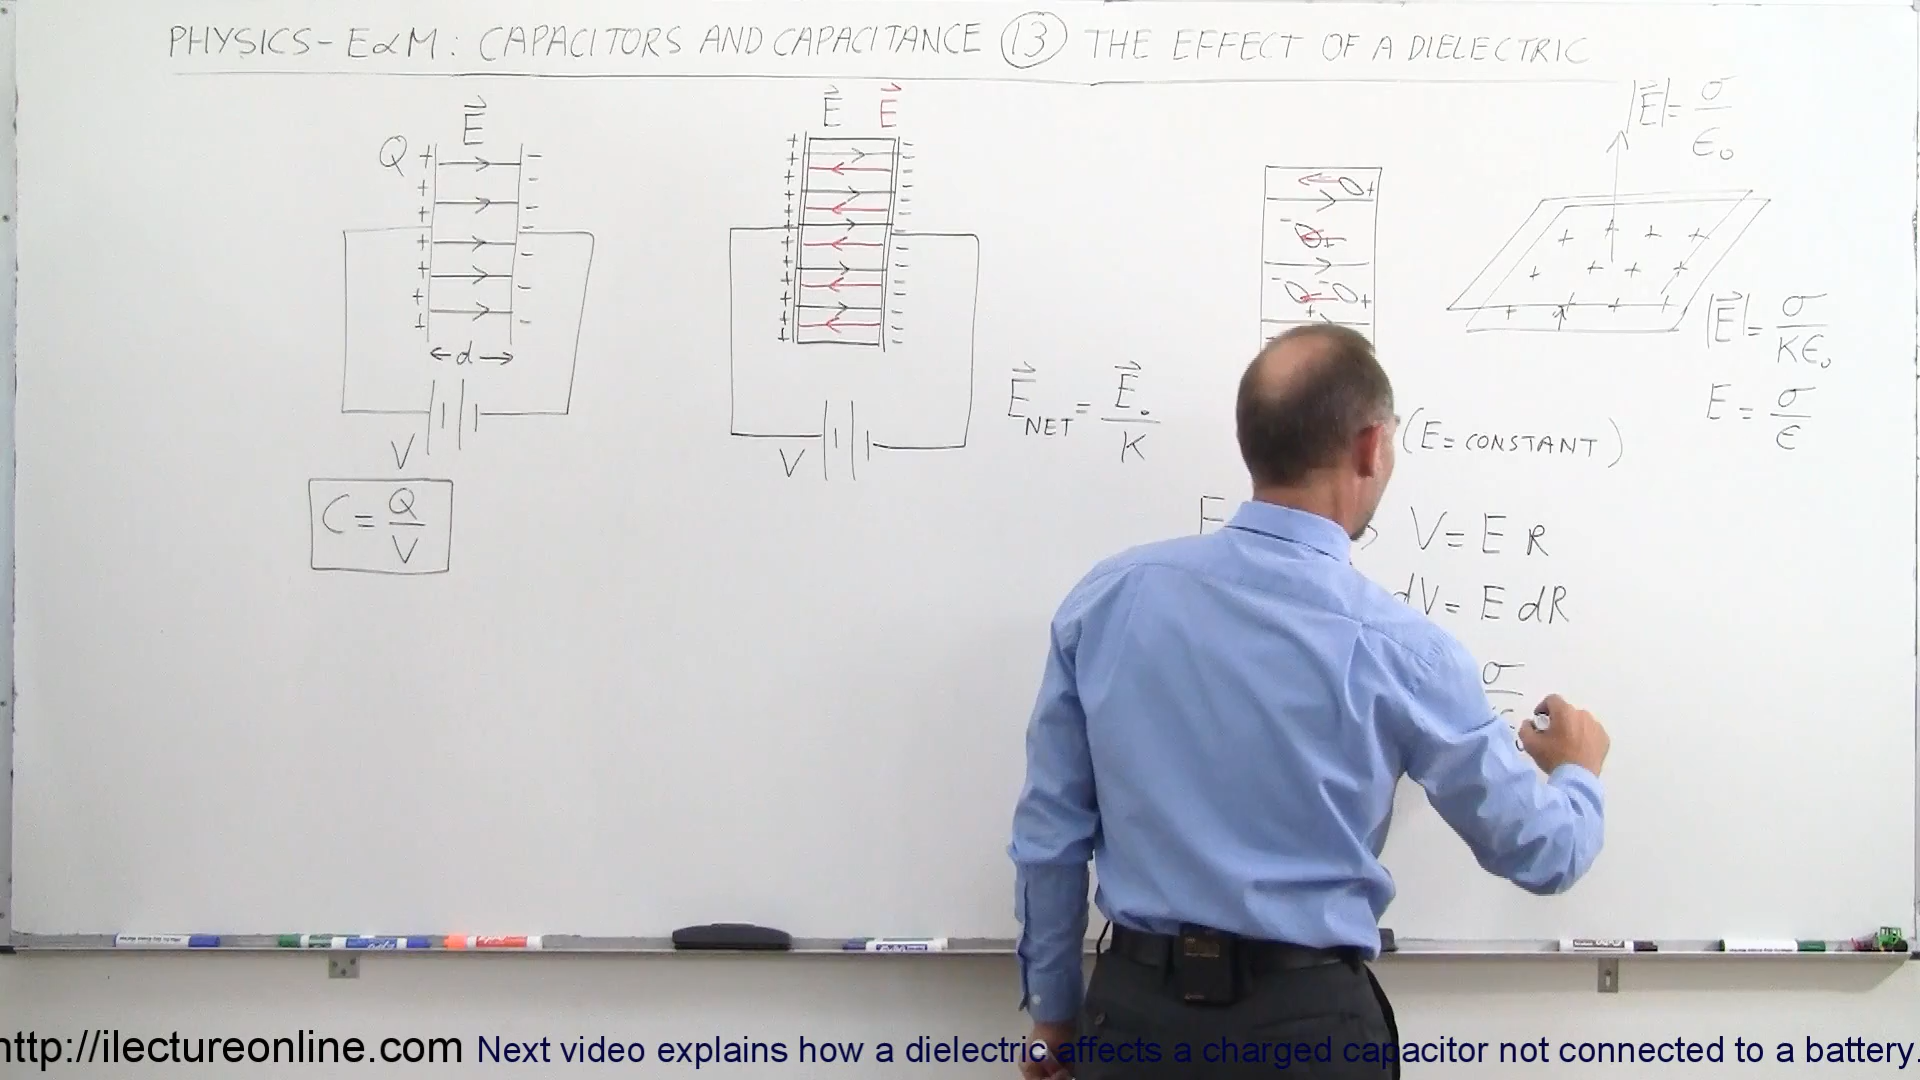 PHYSICS - E&M: CAPACITORS AND CAPACITANCE 13 THE EFFECT OF A DIELECTRIC
E
Q
+ + + + + + +
- - - - - -
←d→
V
C = Q/V
E E
V
E NET = E₀/K
|E| = σ/ε₀
|E| = σ/Kε₀
E = σ/ε
(E = CONSTANT)
V = E R
dV = E dR
σ
http://ilectureonline.com Next video explains how a dielectric affects a charged capacitor not connected to a battery.